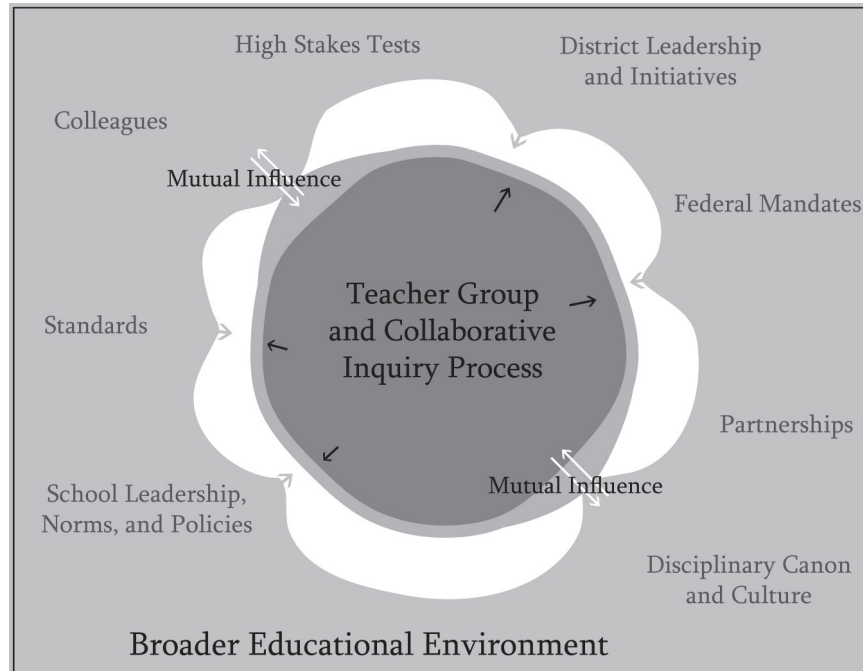 High Stakes Tests
District Leadership
and Initiatives
Colleagues
Mutual Influence
Federal Mandates
Teacher Group
and Collaborative
Inquiry Process
Standards
Partnerships
School Leadership,
Norms, and Policies
Mutual Influence
Disciplinary Canon
and Culture
Broader Educational Environment